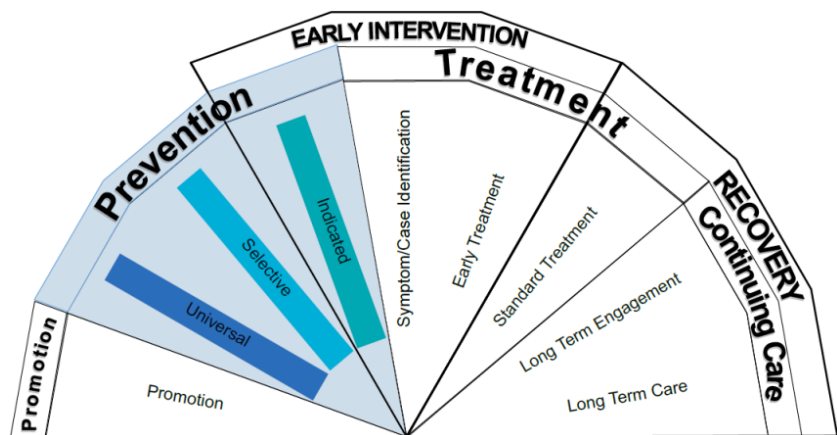 EARLY INTERVENTION
Treatment
Prevention
RECOVERY
Continuing Care
Promotion
Promotion
Universal
Selective
Indicated
Symptom/Case Identification
Early Treatment
Standard Treatment
Long Term Engagement
Long Term Care